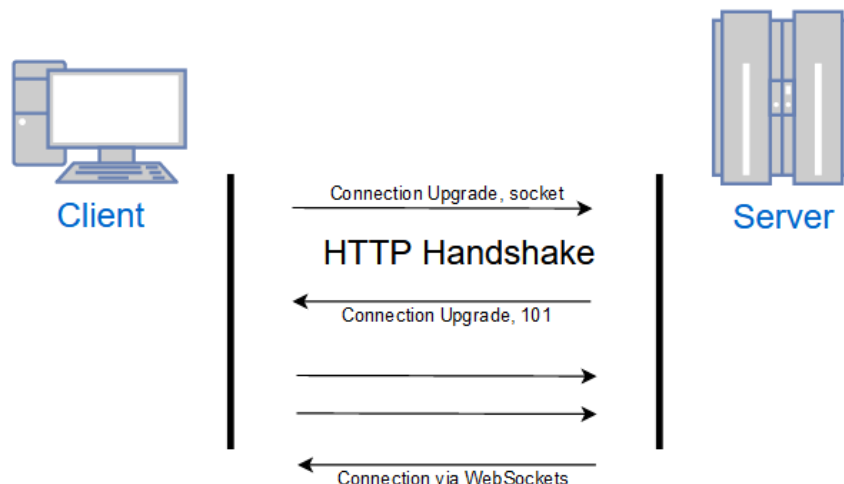 Client
Server
Connection Upgrade, socket
HTTP Handshake
Connection Upgrade, 101
Connection via WebSockets